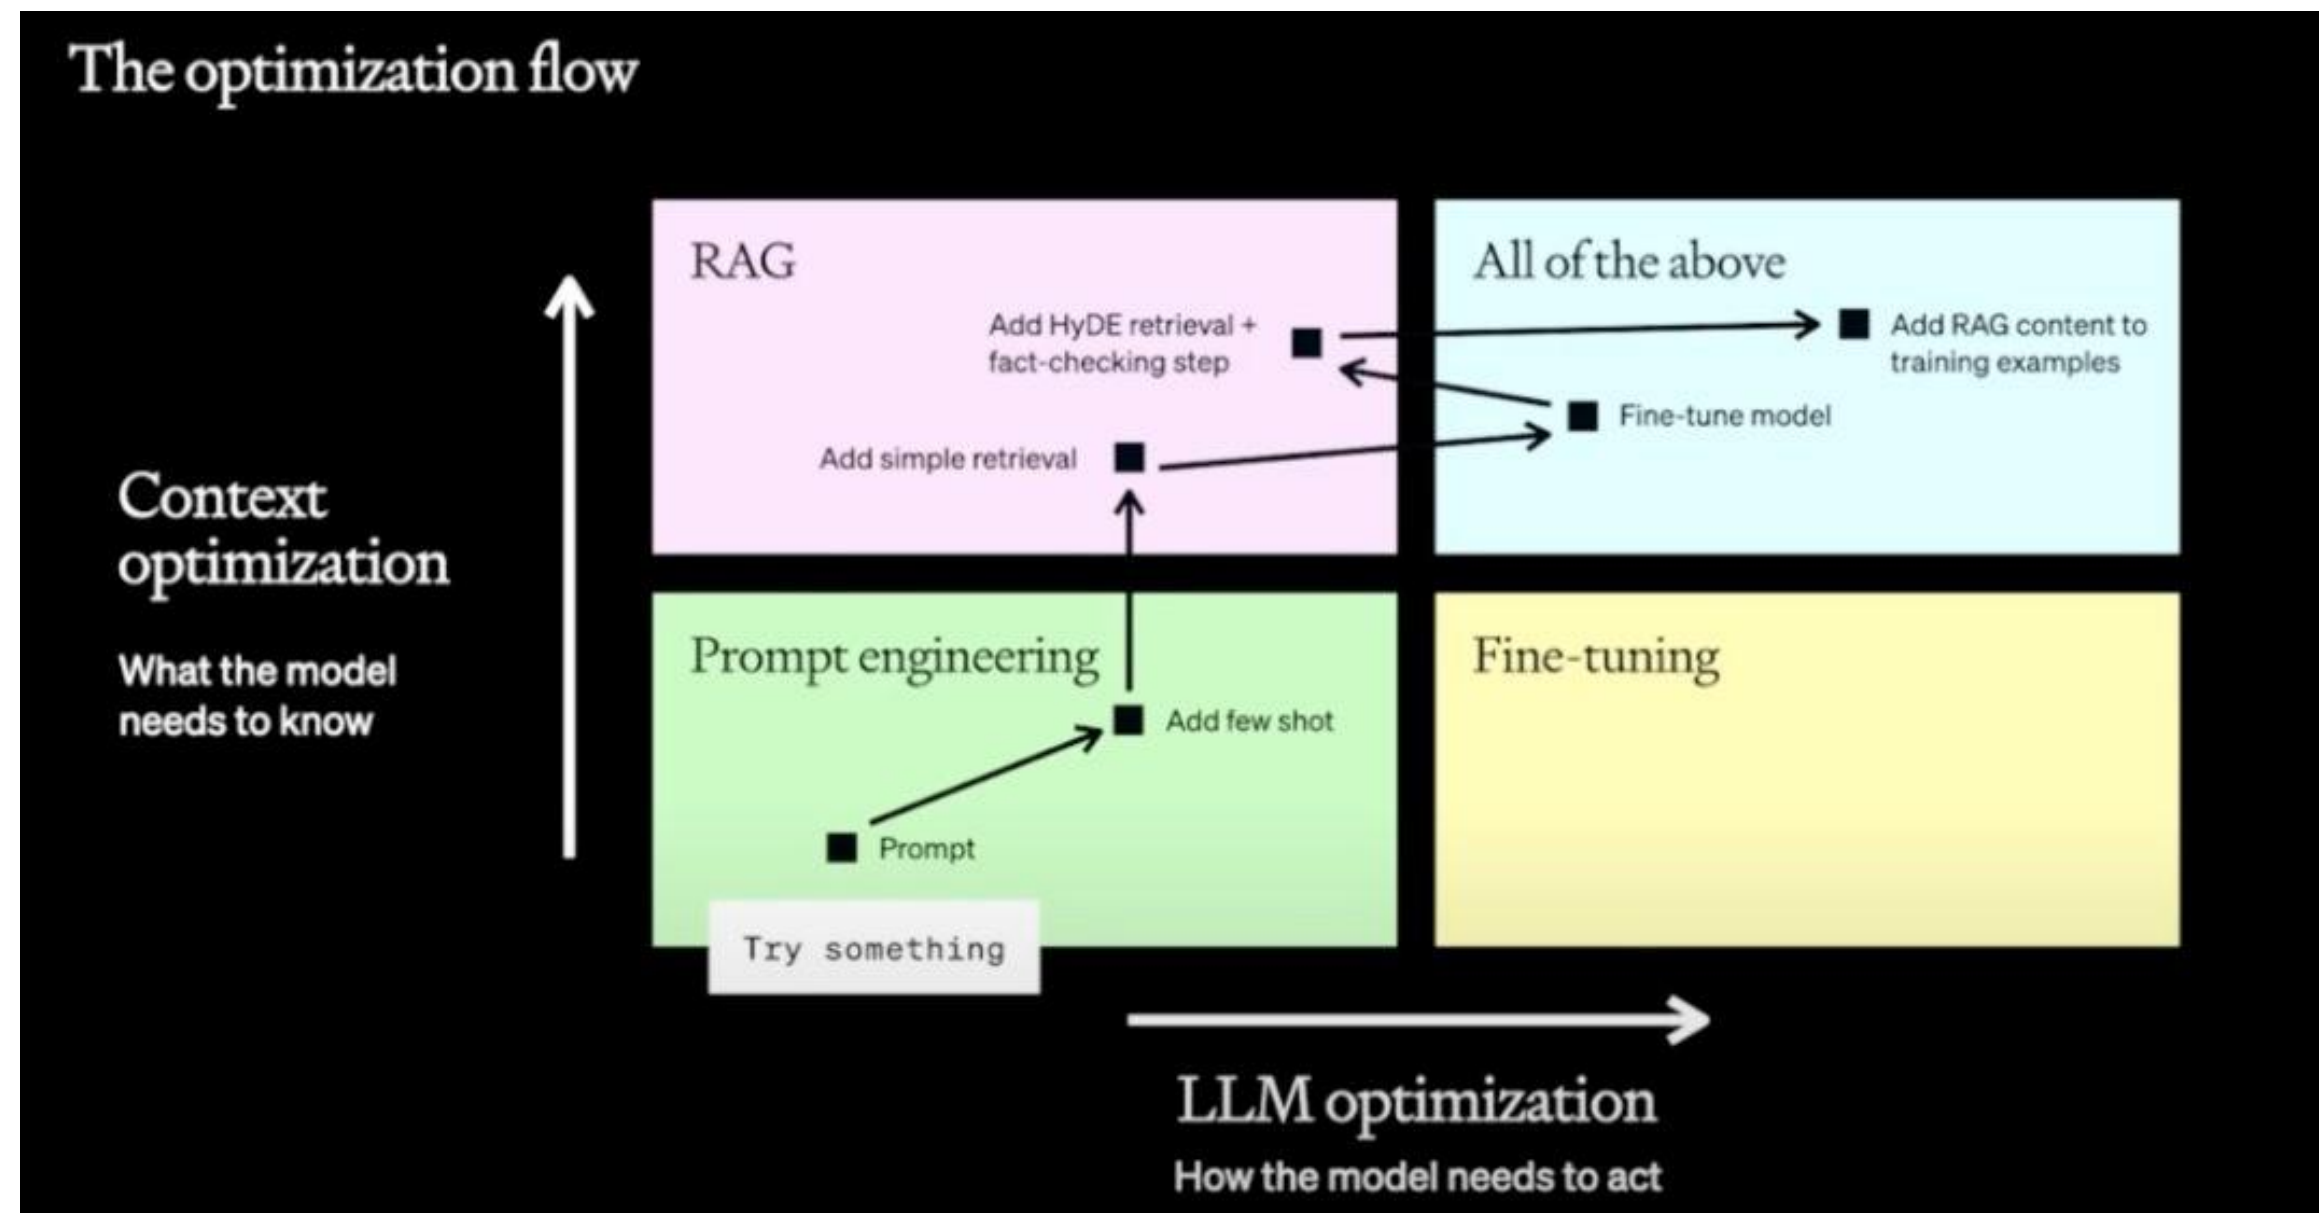 The optimization flow
RAG
Add HyDE retrieval +
fact-checking step
Add simple retrieval
All of the above
Add RAG content to
training examples
Fine-tune model
Context
optimization
What the model
needs to know
Prompt engineering
Add few shot
Prompt
Try something
Fine-tuning
LLM optimization
How the model needs to act